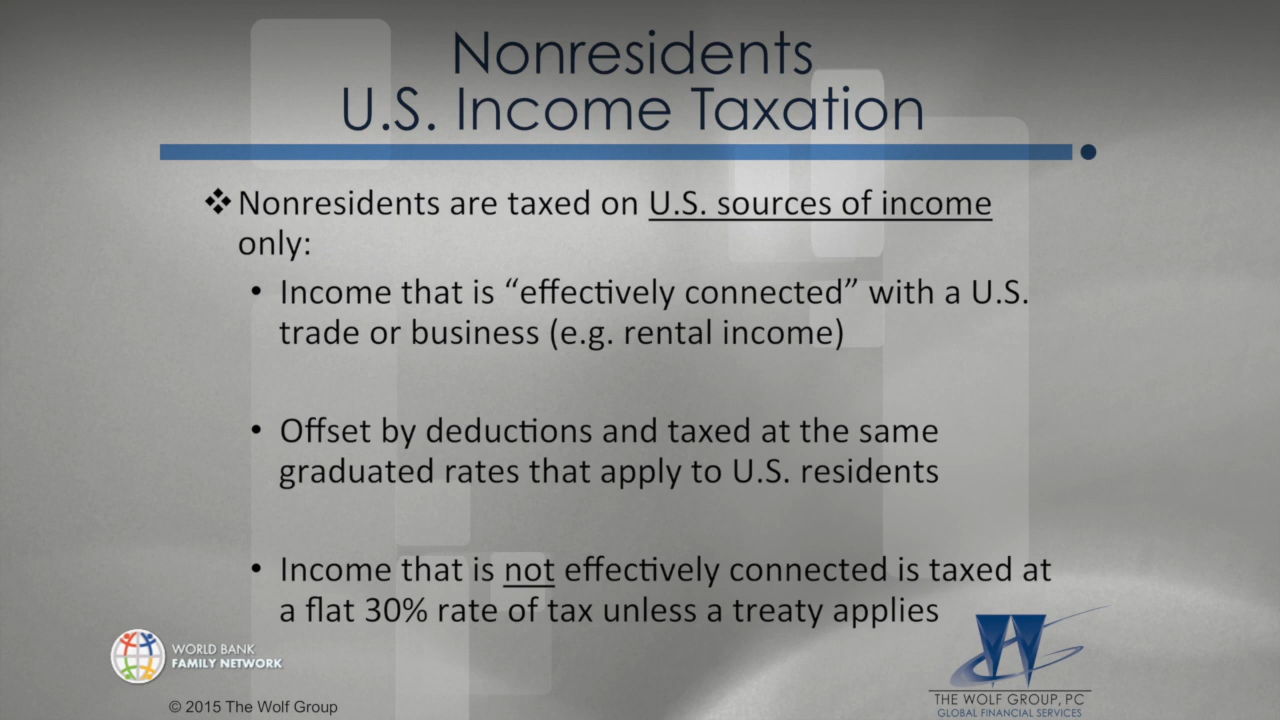 Nonresidents
U.S. Income Taxation
❖ Nonresidents are taxed on U.S. sources of income
only:
• Income that is “effectively connected” with a U.S.
trade or business (e.g. rental income)
• Offset by deductions and taxed at the same
graduated rates that apply to U.S. residents
• Income that is not effectively connected is taxed at
a flat 30% rate of tax unless a treaty applies
WORLD BANK
FAMILY NETWORK
© 2015 The Wolf Group
W
THE WOLF GROUP, PC
GLOBAL FINANCIAL SERVICES